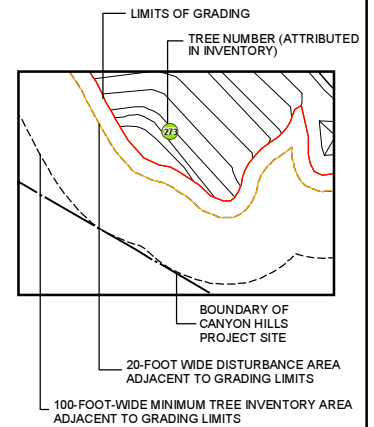 LIMITS OF GRADING
TREE NUMBER (ATTRIBUTED
IN INVENTORY)
273
BOUNDARY OF
CANYON HILLS
PROJECT SITE
20-FOOT WIDE DISTURBANCE AREA
ADJACENT TO GRADING LIMITS
100-FOOT-WIDE MINIMUM TREE INVENTORY AREA
ADJACENT TO GRADING LIMITS